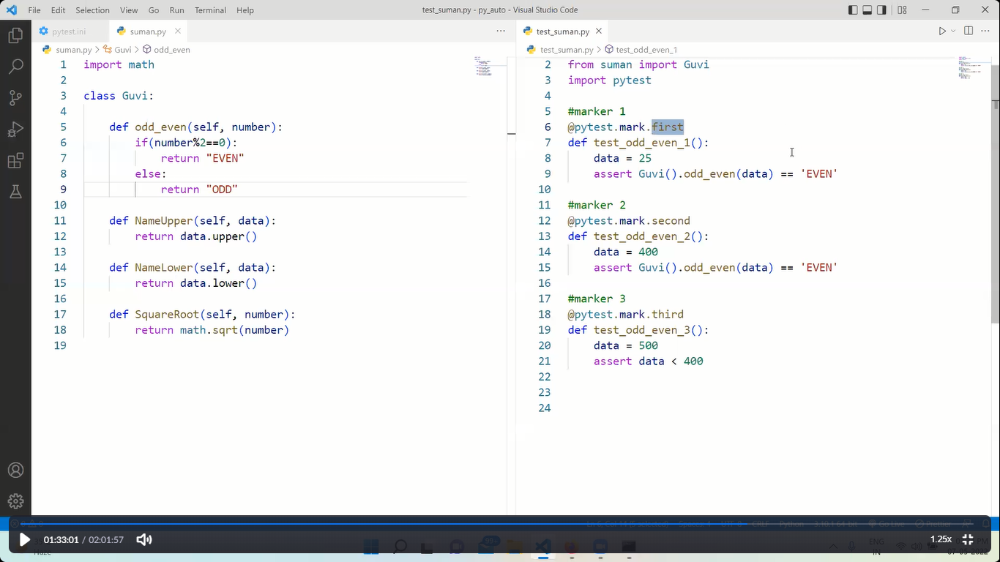 File Edit Selection View Go Run Terminal Help
test_suman.py - py_auto - Visual Studio Code
pytest.ini
suman.py
suman.py > Guvi > odd_even
1 import math
2
3 class Guvi:
4
5 def odd_even(self, number):
6 if(number%2==0):
7 return "EVEN"
8 else:
9 return "ODD"
10
11 def NameUpper(self, data):
12 return data.upper()
13
14 def NameLower(self, data):
15 return data.lower()
16
17 def SquareRoot(self, number):
18 return math.sqrt(number)
19
test_suman.py
test_suman.py > test_odd_even_1
2 from suman import Guvi
3 import pytest
4
5 #marker 1
6 @pytest.mark.first
7 def test_odd_even_1():
8 data = 25
9 assert Guvi().odd_even(data) == 'EVEN'
10
11 #marker 2
12 @pytest.mark.second
13 def test_odd_even_2():
14 data = 400
15 assert Guvi().odd_even(data) == 'EVEN'
16
17 #marker 3
18 @pytest.mark.third
19 def test_odd_even_3():
20 data = 500
21 assert data < 400
22
23
24
Python
Go Live
Prettier
01:33:01 / 02:01:57
1.25x
99+
ENG
IN